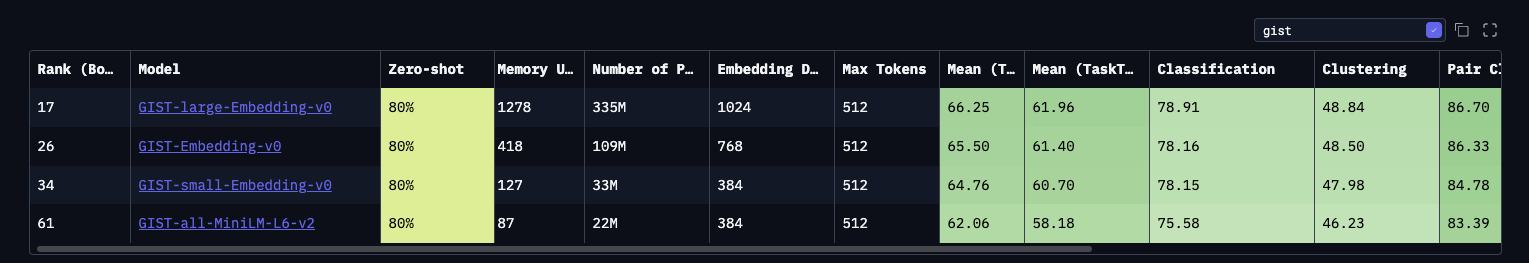 gist
Rank (Bo… Model Zero-shot Memory U… Number of P… Embedding D… Max Tokens Mean (T… Mean (TaskT… Classification Clustering Pair Cl
17 GIST-large-Embedding-v0 80% 1278 335M 1024 512 66.25 61.96 78.91 48.84 86.70
26 GIST-Embedding-v0 80% 418 109M 768 512 65.50 61.40 78.16 48.50 86.33
34 GIST-small-Embedding-v0 80% 127 33M 384 512 64.76 60.70 78.15 47.98 84.78
61 GIST-all-MiniLM-L6-v2 80% 87 22M 384 512 62.06 58.18 75.58 46.23 83.39